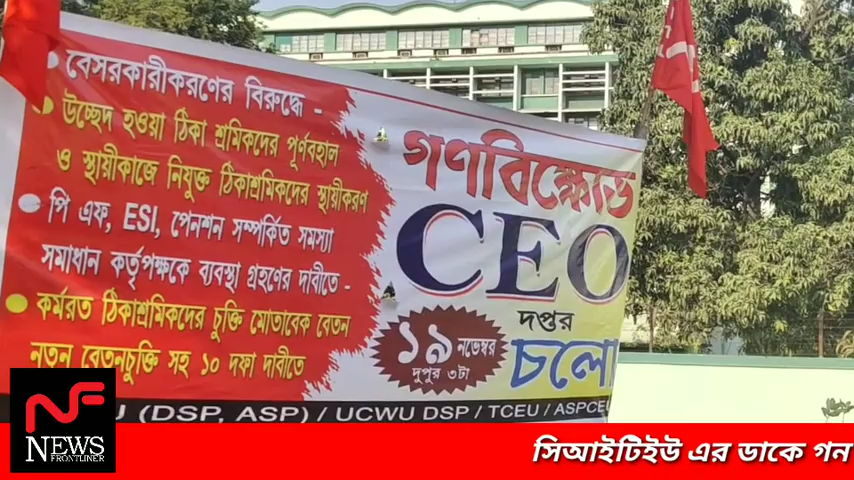 বেসরকারীকরণের বিরুদ্ধে -
উচ্ছেদ হওয়া ঠিকা শ্রমিকদের পূর্ণবহাল
ও স্থায়ীকাজে নিযুক্ত ঠিকাশ্রমিকদের স্থায়ীকরণ
পি এফ, ESI, পেনশন সম্পর্কিত সমস্যা
সমাধান কর্তৃপক্ষকে ব্যবস্থা গ্রহণের দাবীতে -
কর্মরত ঠিকাশ্রমিকদের চুক্তি মোতাবেক বেতন
নতুন বেতনচুক্তি সহ ১০ দফা দাবীতে
গণবিক্ষোভ
CEO
দপ্তর
১৯ নভেম্বর
দুপুর ৩টা
চলো
(DSP, ASP) / UCWU DSP / TCEU / ASPCEU
NF
NEWS
FRONTLINER
সিআইটিইউ এর ডাকে গন